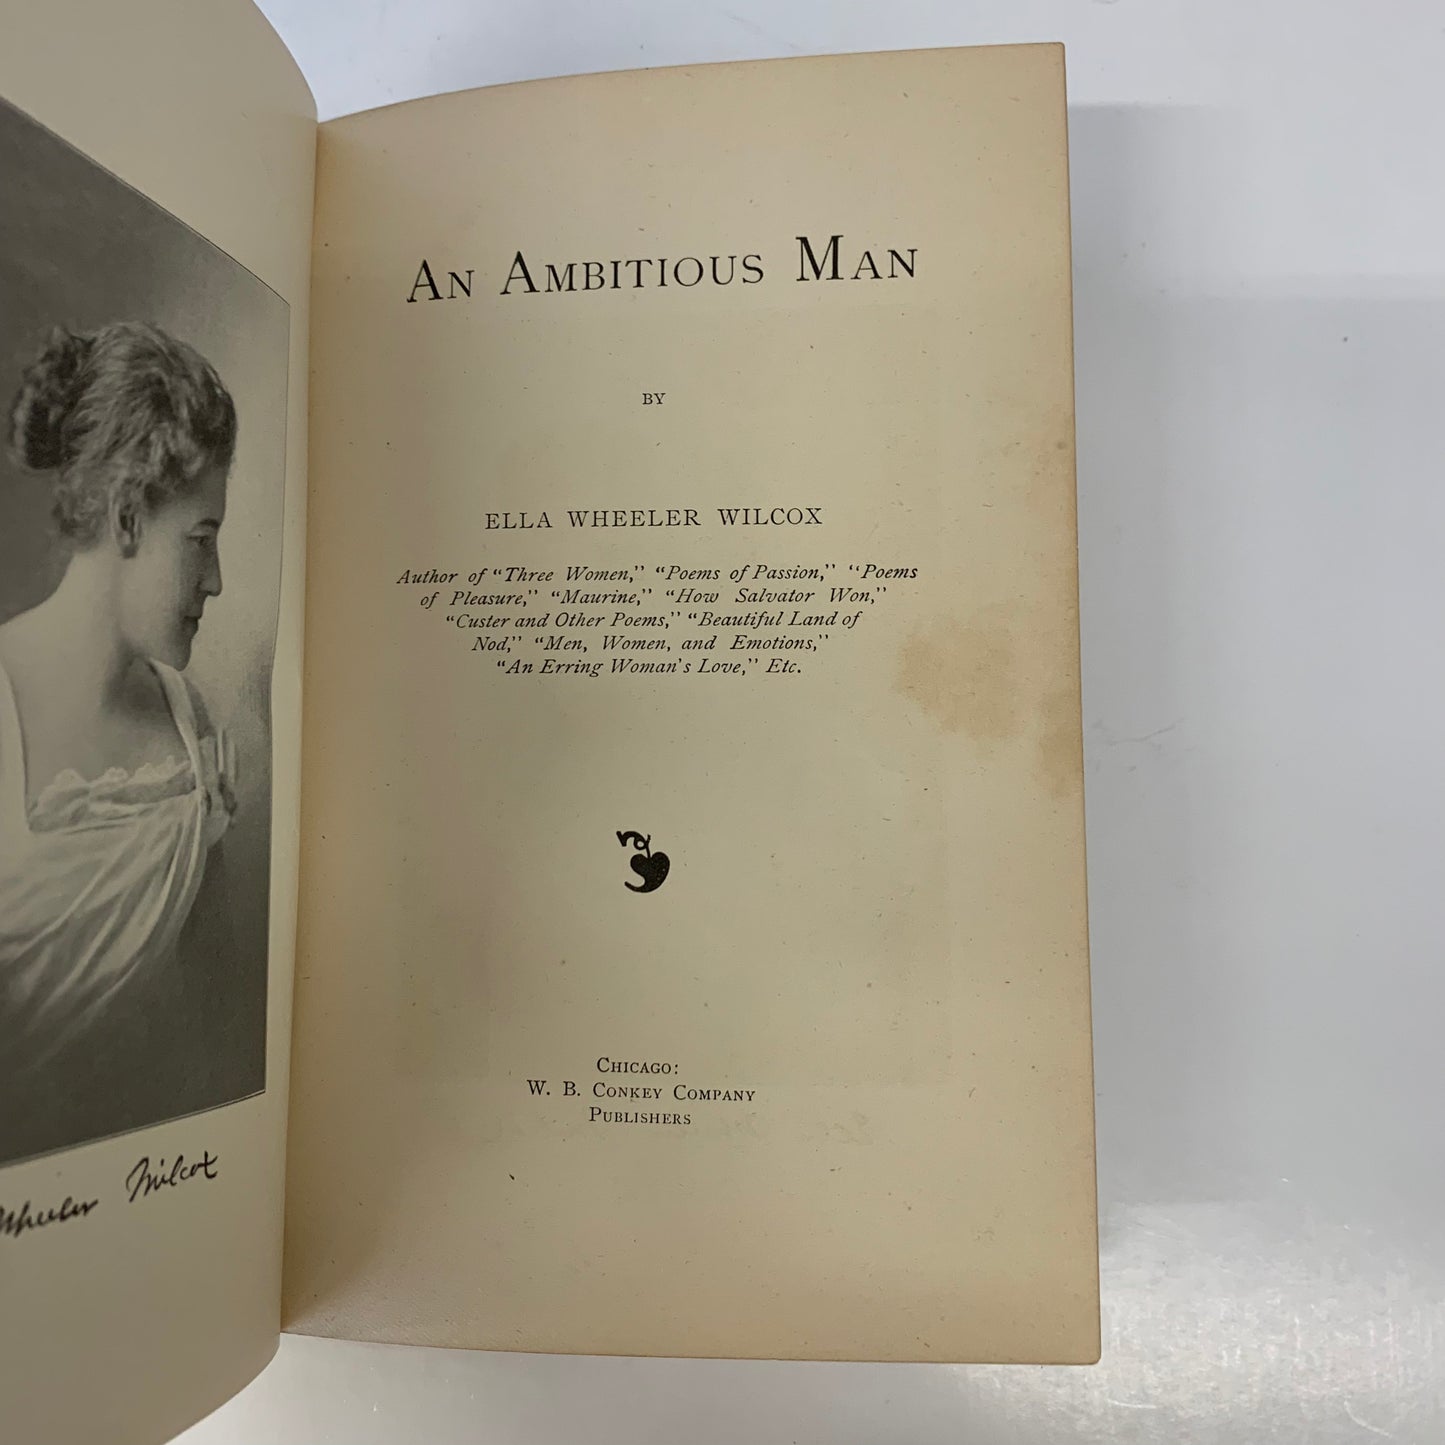 Wheeler Wilcox
An Ambitious Man
BY
ELLA WHEELER WILCOX
Author of "Three Women," "Poems of Passion," "Poems
of Pleasure," "Maurine," "How Salvator Won,"
"Custer and Other Poems," "Beautiful Land of
Nod," "Men, Women, and Emotions,"
"An Erring Woman's Love," Etc.
Chicago:
W. B. Conkey Company
Publishers